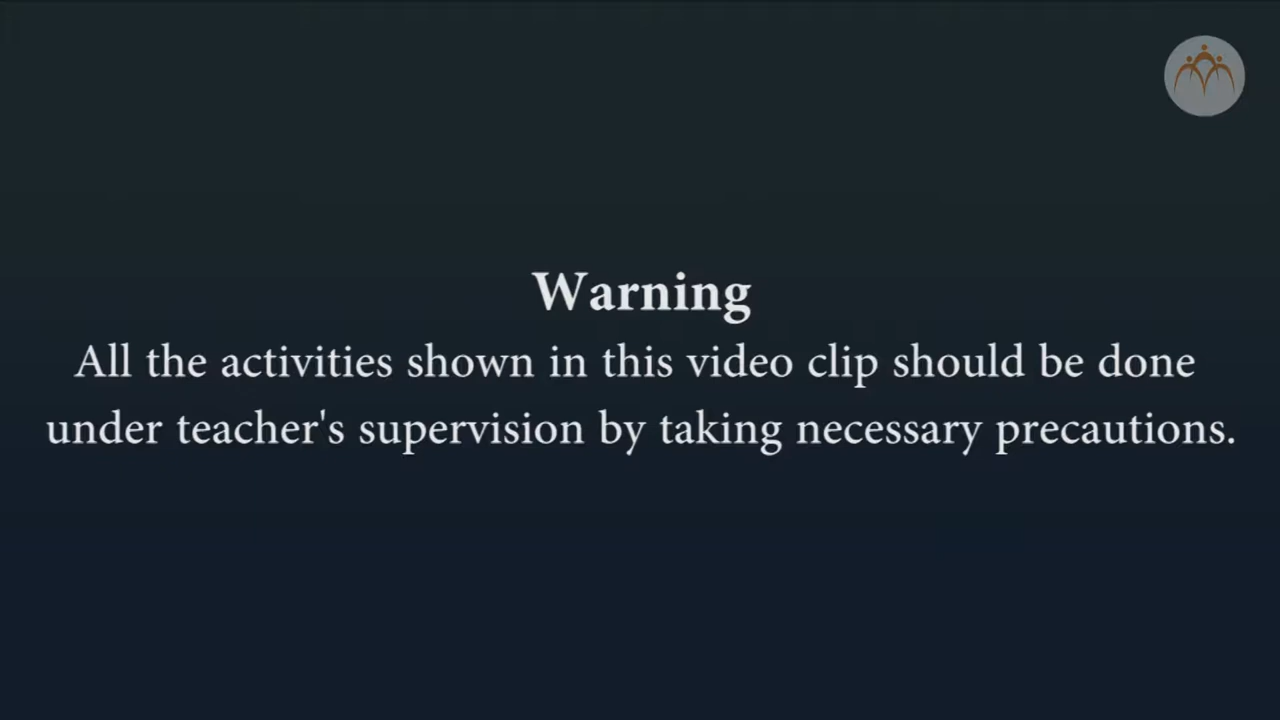 Warning
All the activities shown in this video clip should be done
under teacher's supervision by taking necessary precautions.